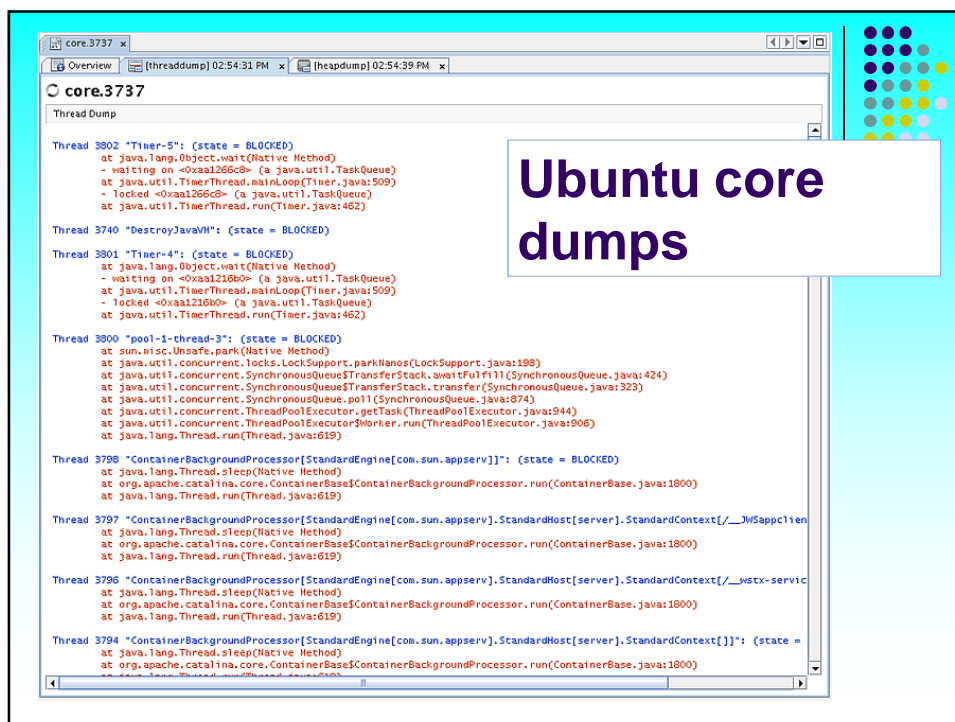 core.3737 x
Overview [threaddump] 02:54:31 PM x [heapdump] 02:54:39 PM x
core.3737
Thread Dump
Ubuntu core
dumps
Thread 3802 "Timer-5": (state = BLOCKED)
at java.lang.Object.wait(Native Method)
- waiting on <0xaa1266c8> (a java.util.TaskQueue)
at java.util.TimerThread.mainLoop(Timer.java:509)
- locked <0xaa1266c8> (a java.util.TaskQueue)
at java.util.TimerThread.run(Timer.java:462)
Thread 3740 "DestroyJavaVM": (state = BLOCKED)
Thread 3801 "Timer-4": (state = BLOCKED)
at java.lang.Object.wait(Native Method)
- waiting on <0xaa1216b0> (a java.util.TaskQueue)
at java.util.TimerThread.mainLoop(Timer.java:509)
- locked <0xaa1216b0> (a java.util.TaskQueue)
at java.util.TimerThread.run(Timer.java:462)
Thread 3800 "pool-1-thread-3": (state = BLOCKED)
at sun.misc.Unsafe.park(Native Method)
at java.util.concurrent.locks.LockSupport.parkNanos(LockSupport.java:198)
at java.util.concurrent.SynchronousQueue$TransferStack.awaitFulfill(SynchronousQueue.java:424)
at java.util.concurrent.SynchronousQueue$TransferStack.transfer(SynchronousQueue.java:323)
at java.util.concurrent.SynchronousQueue.poll(SynchronousQueue.java:874)
at java.util.concurrent.ThreadPoolExecutor.getTask(ThreadPoolExecutor.java:944)
at java.util.concurrent.ThreadPoolExecutor$Worker.run(ThreadPoolExecutor.java:906)
at java.lang.Thread.run(Thread.java:619)
Thread 3798 "ContainerBackgroundProcessor[StandardEngine[com.sun.appserv]]": (state = BLOCKED)
at java.lang.Thread.sleep(Native Method)
at org.apache.catalina.core.ContainerBase$ContainerBackgroundProcessor.run(ContainerBase.java:1800)
at java.lang.Thread.run(Thread.java:619)
Thread 3797 "ContainerBackgroundProcessor[StandardEngine[com.sun.appserv].StandardHost[server].StandardContext[/__JWSappclien
at java.lang.Thread.sleep(Native Method)
at org.apache.catalina.core.ContainerBase$ContainerBackgroundProcessor.run(ContainerBase.java:1800)
at java.lang.Thread.run(Thread.java:619)
Thread 3796 "ContainerBackgroundProcessor[StandardEngine[com.sun.appserv].StandardHost[server].StandardContext[/__wstx-servic
at java.lang.Thread.sleep(Native Method)
at org.apache.catalina.core.ContainerBase$ContainerBackgroundProcessor.run(ContainerBase.java:1800)
at java.lang.Thread.run(Thread.java:619)
Thread 3794 "ContainerBackgroundProcessor[StandardEngine[com.sun.appserv].StandardHost[server].StandardContext[]]": (state =
at java.lang.Thread.sleep(Native Method)
at org.apache.catalina.core.ContainerBase$ContainerBackgroundProcessor.run(ContainerBase.java:1800)